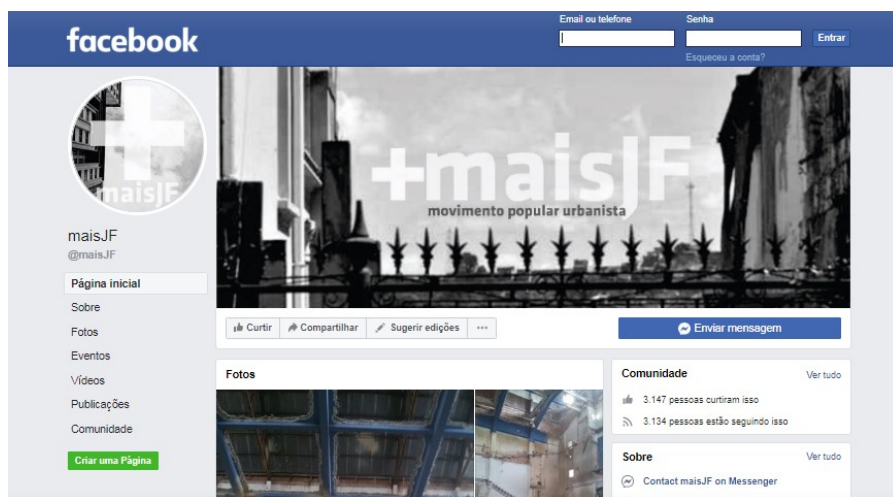 Email ou telefone
Senha
facebook
Entrar
Esqueceu a conta?
+maisJF
movimento popular urbanista
maisJF
maisJF
@maisJF
Página inicial
Sobre
Fotos
Eventos
Vídeos
Publicações
Comunidade
Criar uma Página
Curtir
Compartilhar
Sugerir edições
Enviar mensagem
Fotos
Comunidade
Ver tudo
3.147 pessoas curtiram isso
3.134 pessoas estão seguindo isso
Sobre
Ver tudo
Contact maisJF on Messenger